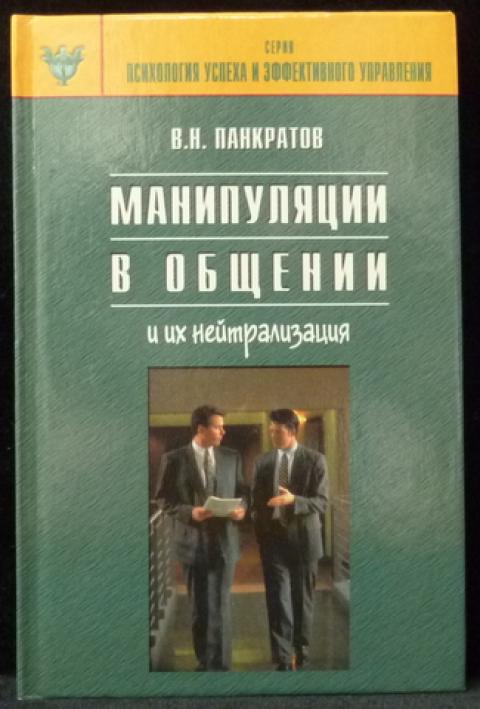 СЕРИЯ
ПСИХОЛОГИЯ УСПЕХА И ЭФФЕКТИВНОГО УПРАВЛЕНИЯ
В.Н. ПАНКРАТОВ
МАНИПУЛЯЦИИ
В ОБЩЕНИИ
и их нейтрализация